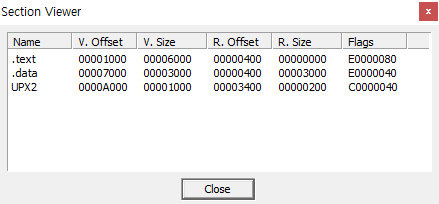 Section Viewer
x
Name V. Offset V. Size R. Offset R. Size Flags
.text 00001000 00006000 00000400 00000000 E0000080
.data 00007000 00003000 00000400 00003000 E0000040
UPX2 0000A000 00001000 00003400 00000200 C0000040
Close